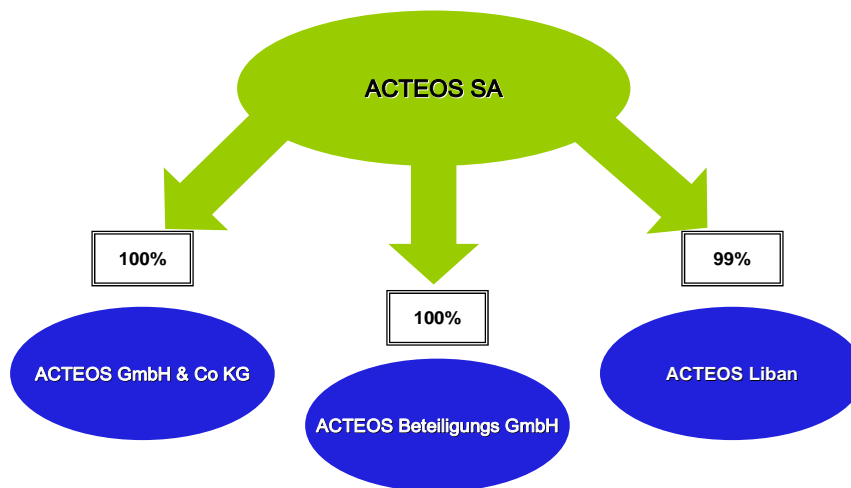 ACTEOS SA
100%
99%
100%
ACTEOS GmbH & Co KG
ACTEOS Liban
ACTEOS Beteiligungs GmbH